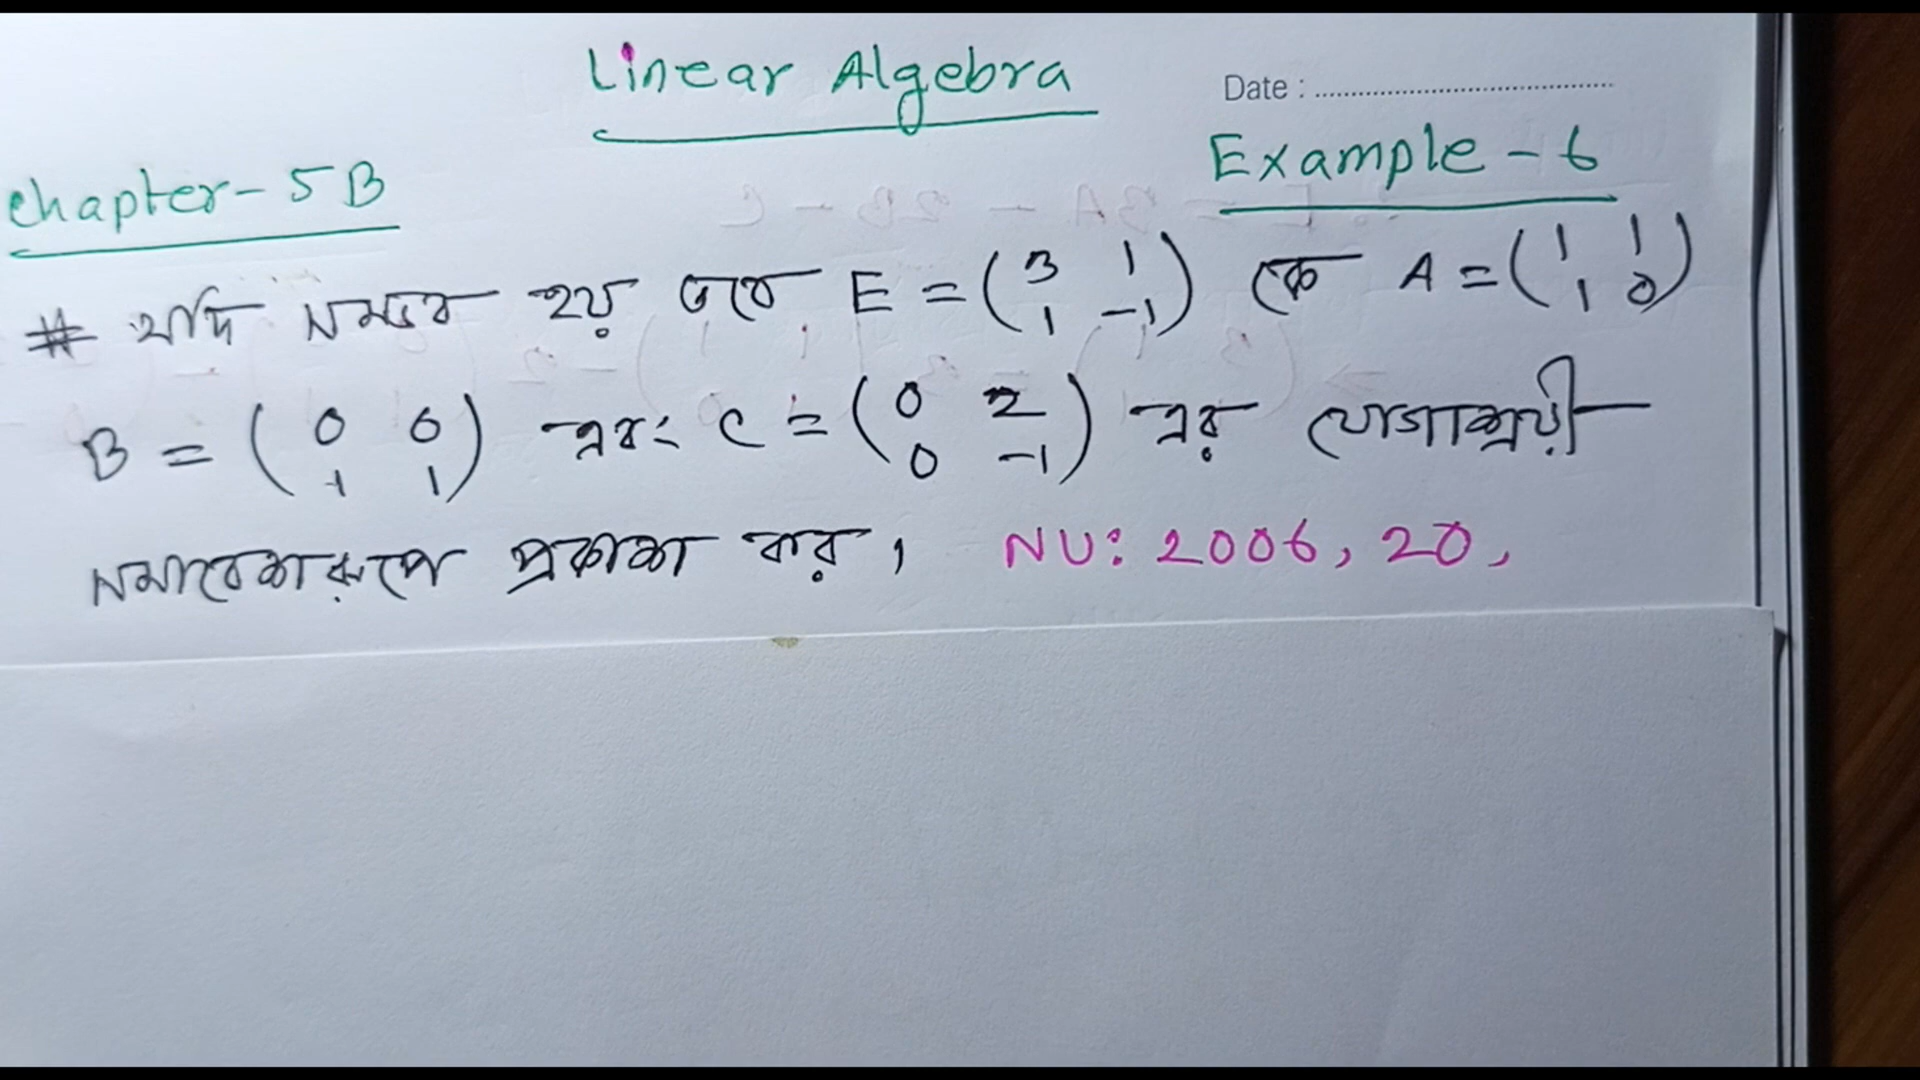 Linear Algebra
Date :
Chapter-5B
Example-6
# যদি সম্ভব হয় তবে E = (3 1 1 -1) কে A = (1 1 1 0)
B = (0 0 1 1) এবং C = (0 2 0 -1) এর যোগাশ্রয়ী
সমাবেশরূপে প্রকাশ কর। NU: 2006, 20,